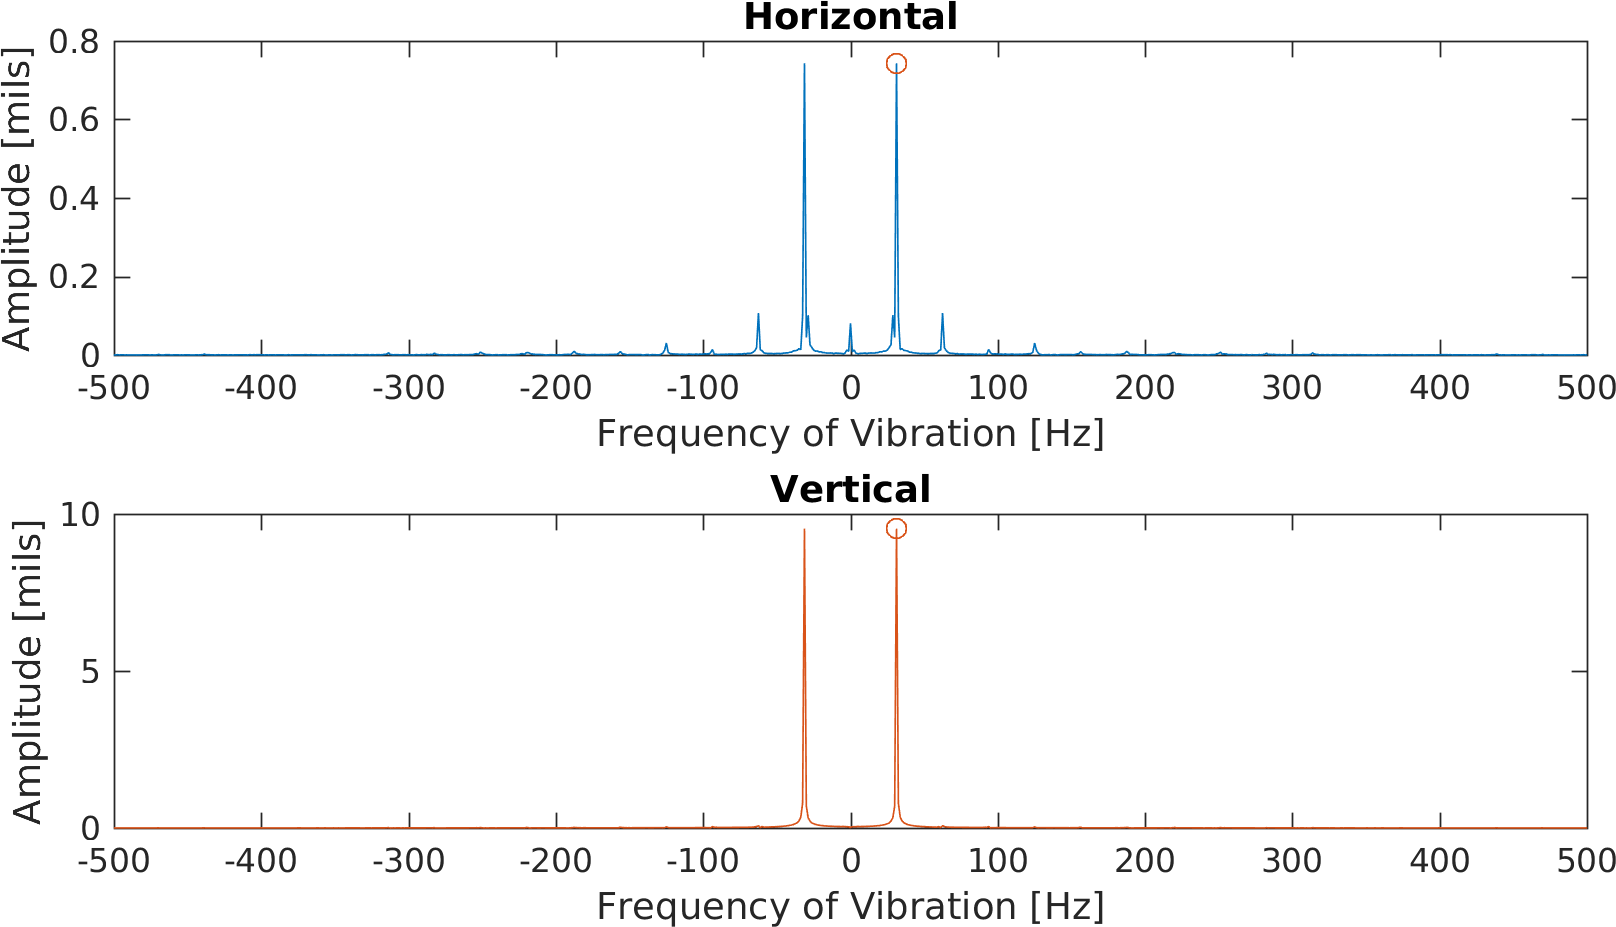 Horizontal
Amplitude [mils]
0.8
0.6
0.4
0.2
0
-500 -400 -300 -200 -100 0 100 200 300 400 500
Frequency of Vibration [Hz]
Vertical
Amplitude [mils]
10
5
0
-500 -400 -300 -200 -100 0 100 200 300 400 500
Frequency of Vibration [Hz]